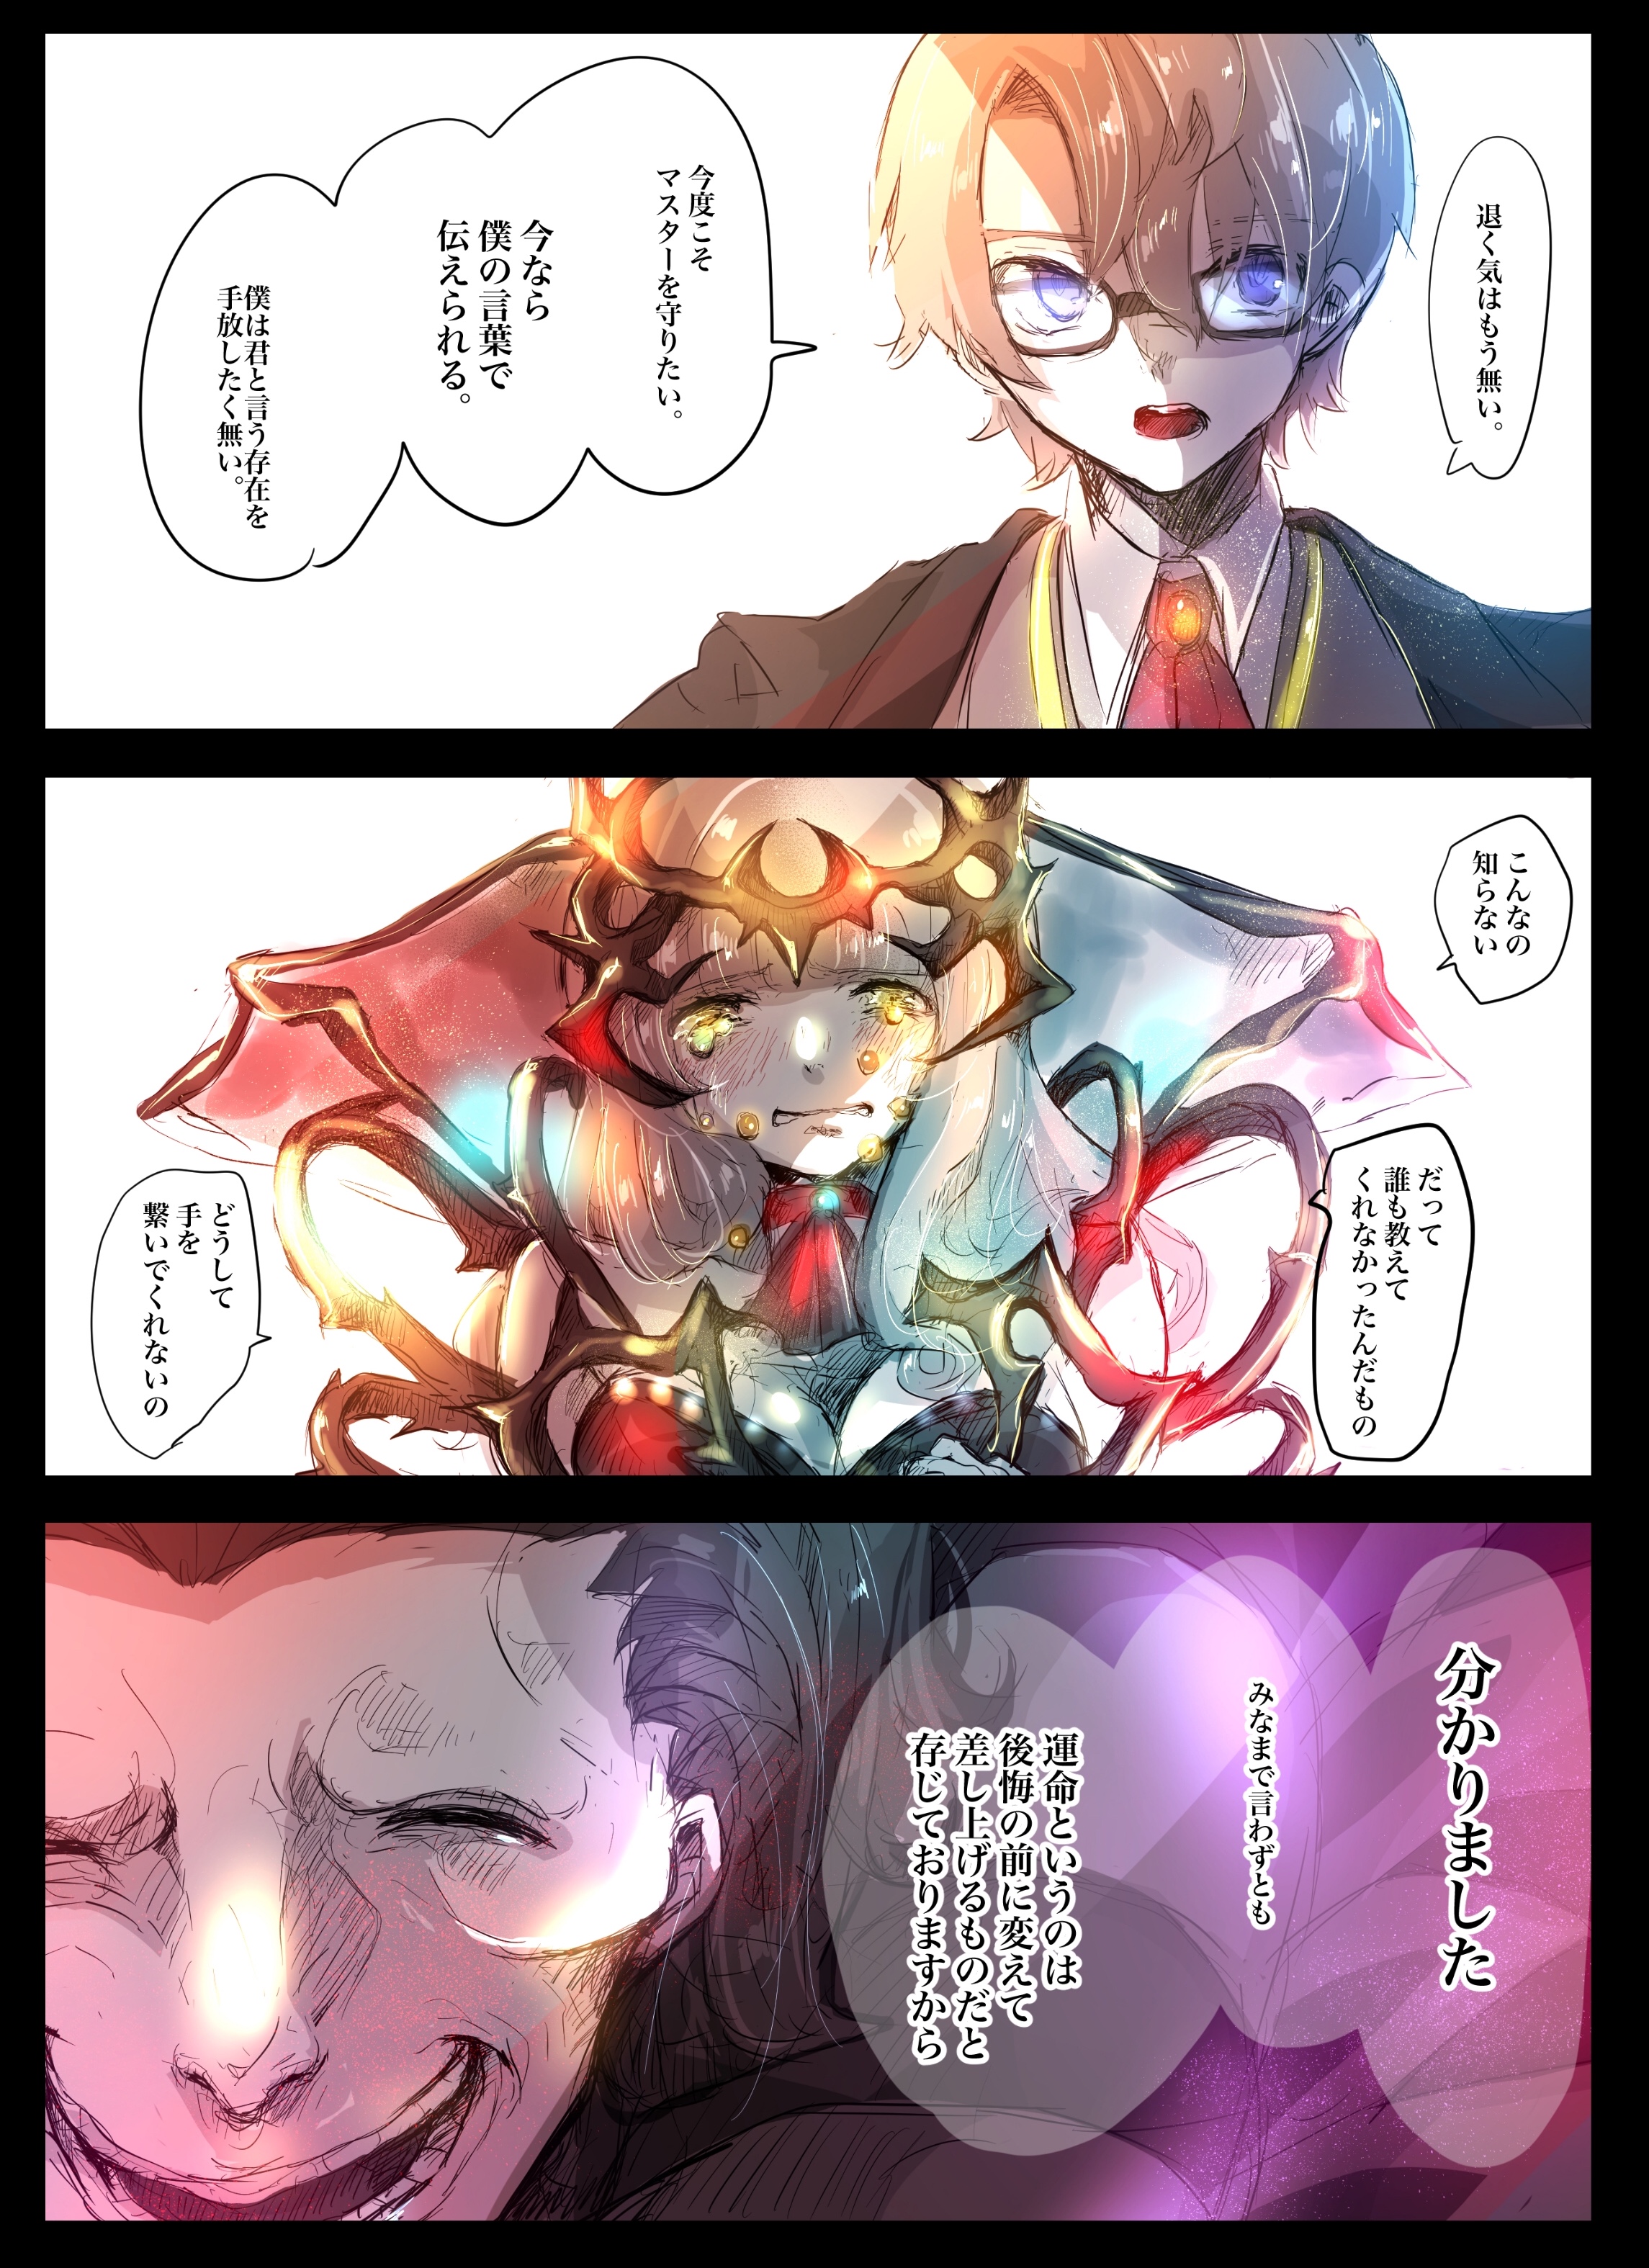 退く気はもう無い。
今度こそ
マスターを守りたい。
今なら
僕の言葉で
伝えられる。
僕は君と言う存在を
手放したく無い。
こんなの
知らない
だって
誰も教えて
くれなかったんだもの
どうして
手を
繋いでくれないの
分かりました
みなまで言わずとも
運命というのは
後悔の前に変えて
差し上げるものだと
存じておりますから